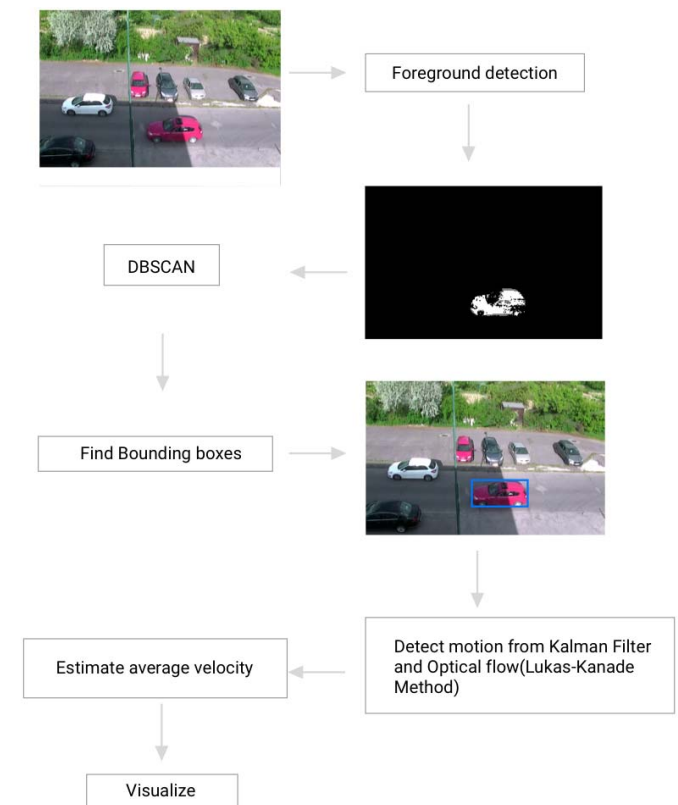 Foreground detection
DBSCAN
Find Bounding boxes
Detect motion from Kalman Filter
and Optical flow(Lukas-Kanade
Method)
Estimate average velocity
Visualize